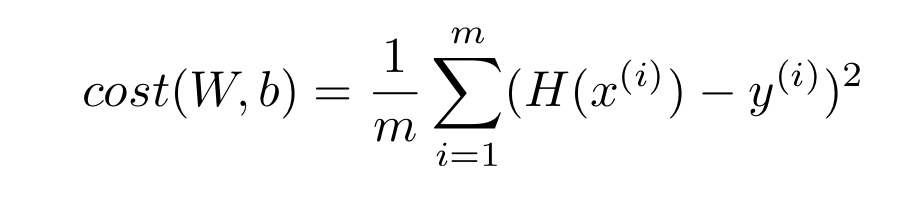 cost(W, b) = \frac{1}{m} \sum_{i=1}^{m} (H(x^{(i)}) - y^{(i)})^2